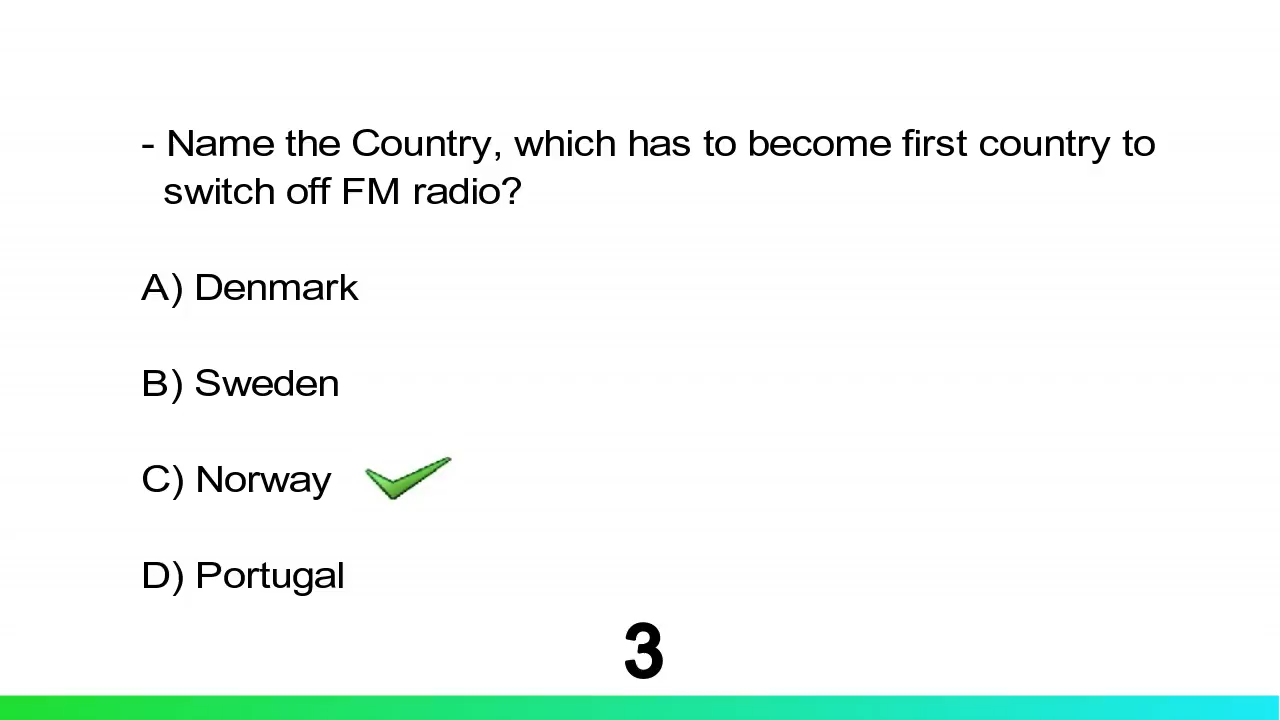 - Name the Country, which has to become first country to
switch off FM radio?
A) Denmark
B) Sweden
C) Norway
D) Portugal
3